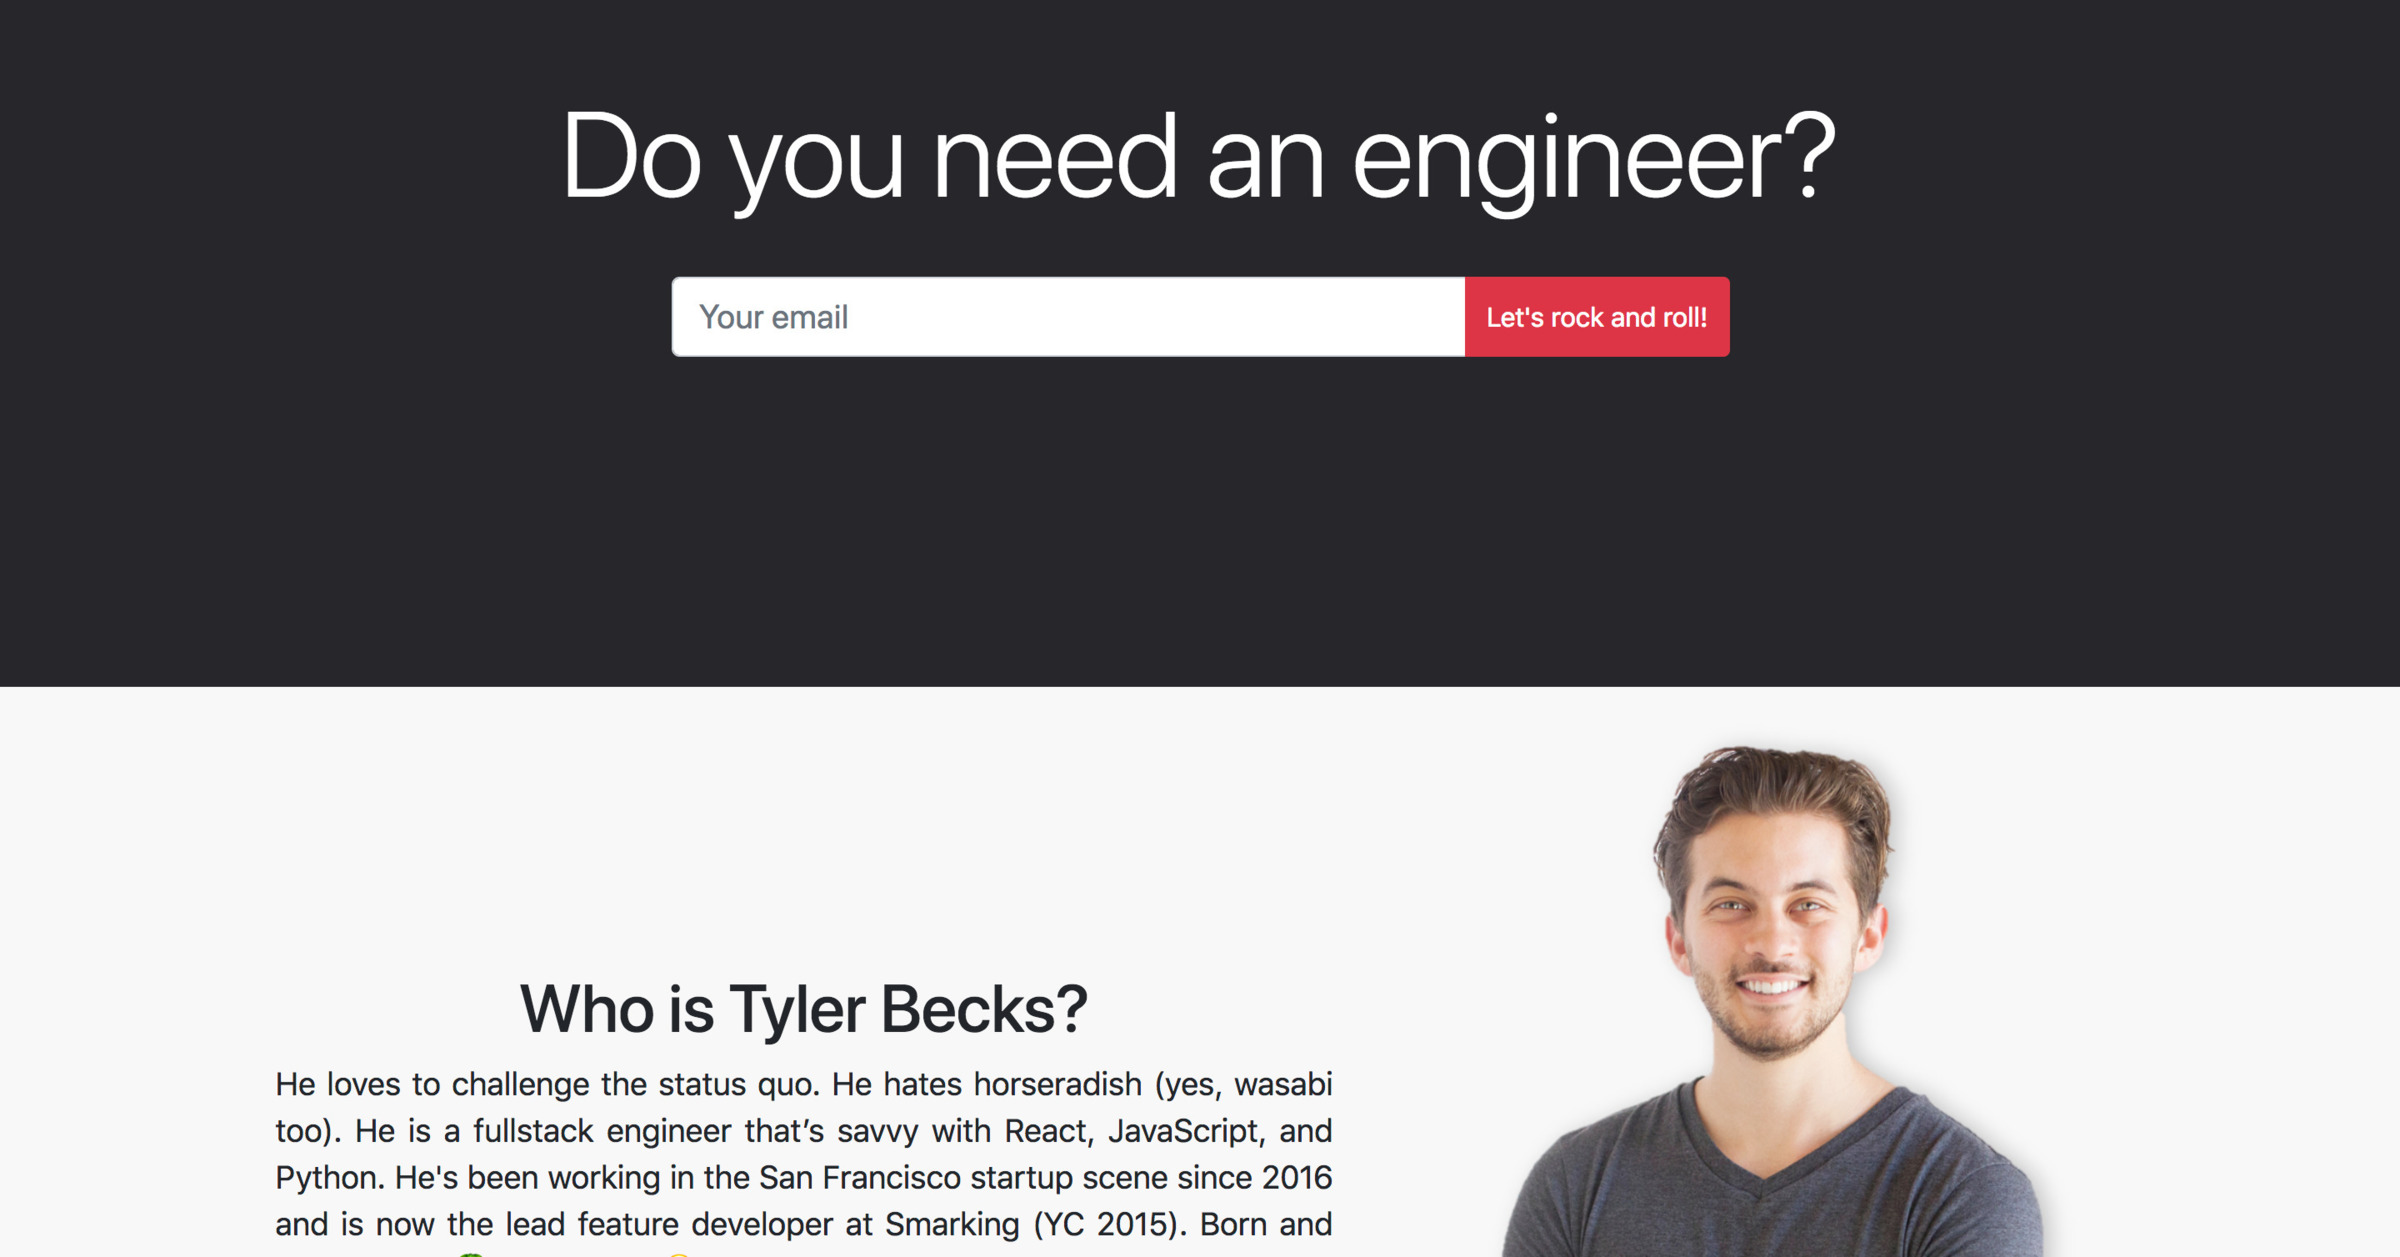 Do you need an engineer?
Your email
Let's rock and roll!
Who is Tyler Becks?
He loves to challenge the status quo. He hates horseradish (yes, wasabi
too). He is a fullstack engineer that’s savvy with React, JavaScript, and
Python. He's been working in the San Francisco startup scene since 2016
and is now the lead feature developer at Smarking (YC 2015). Born and